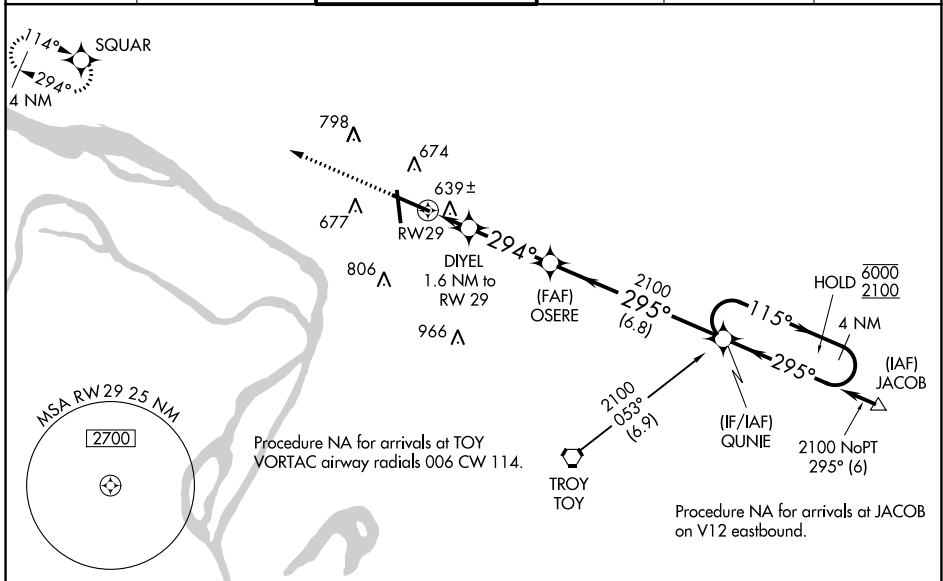 SQUAR
114°
294°
4 NM
798
674
639±
677
RW29
806
DIYEL
1.6 NM to
RW 29
294°
(FAF)
OSERE
966
2100
295°
(6.8)
HOLD 6000
2100
115°
4 NM
295°
(IAF)
JACOB
(IF/IAF)
QUNIE
2100 NoPT
295° (6)
2100
053°
(6.9)
TROY
TOY
MSA RW 29 25 NM
2700
Procedure NA for arrivals at TOY
VORTAC airway radials 006 CW 114.
Procedure NA for arrivals at JACOB
on V12 eastbound.